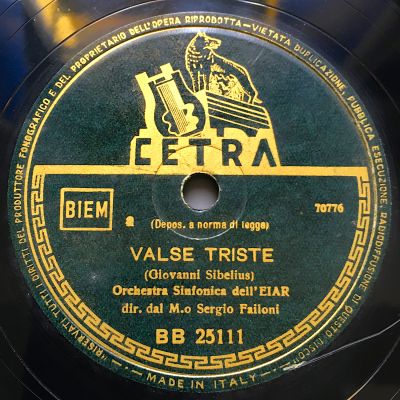 RISERVATI TUTTI I DIRITTI DEL PRODUTTORE FONOGRAFICO E DEL PROPRIETARIO DELL'OPERA RIPRODOTTA-VIETATA DUPLICAZIONE, PUBBLICA ESECUZIONE, RADIODIFFUSIONE DI QUESTO DISCO
CETRA
BIEM
a
(Depos. a norma di legge)
70776
VALSE TRISTE
(Giovanni Sibelius)
Orchestra Sinfonica dell'EIAR
dir. dal M.o Sergio Failoni
BB 25111
MADE IN ITALY